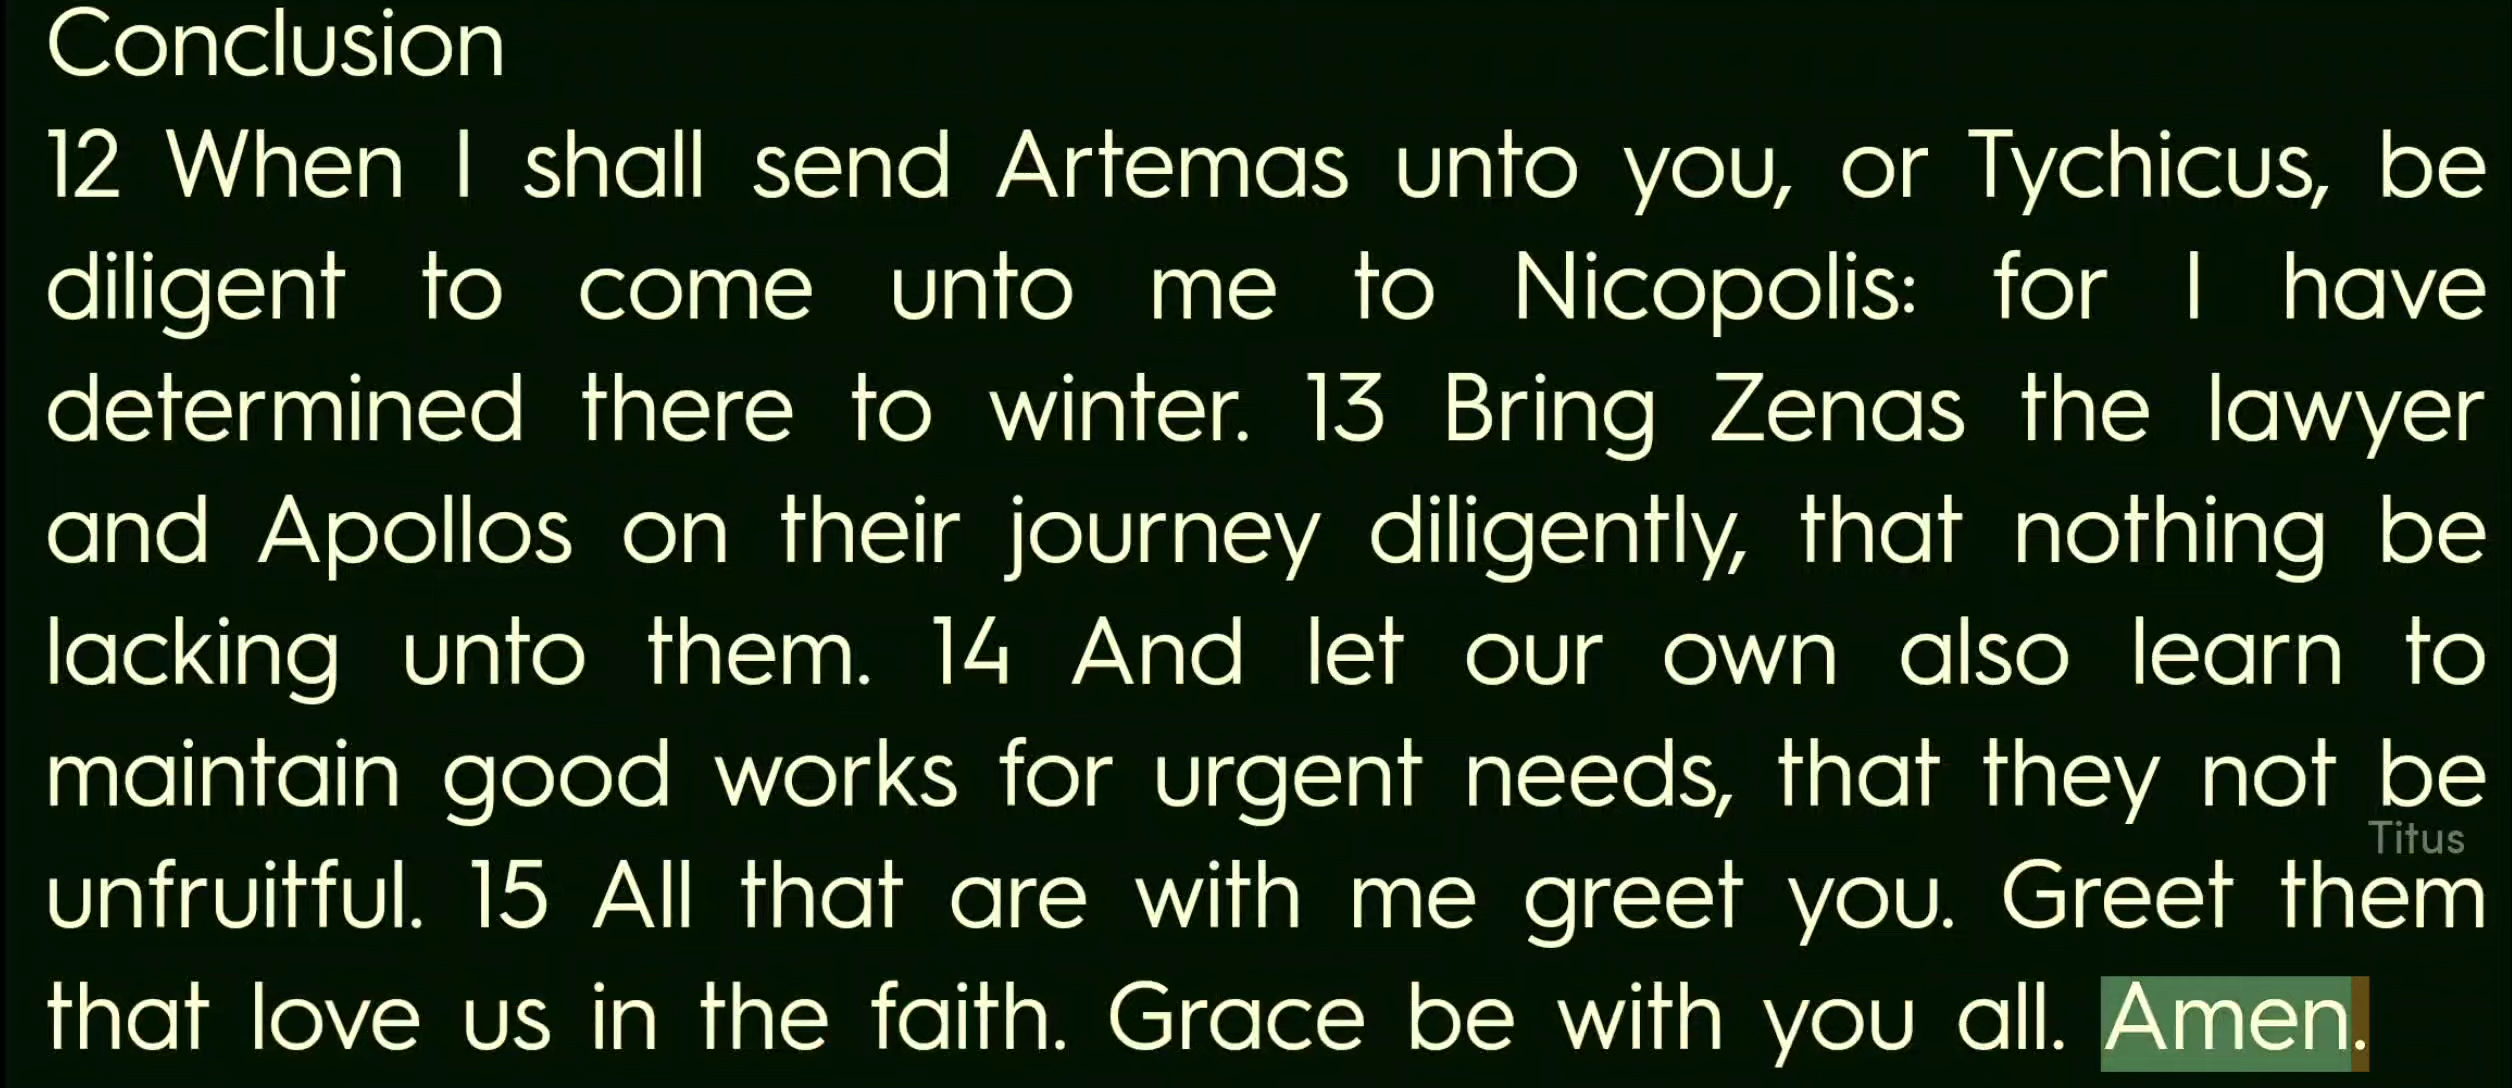 Conclusion
12 When I shall send Artemas unto you, or Tychicus, be
diligent to come unto me to Nicopolis: for I have
determined there to winter. 13 Bring Zenas the lawyer
and Apollos on their journey diligently, that nothing be
lacking unto them. 14 And let our own also learn to
maintain good works for urgent needs, that they not be
Titus
unfruitful. 15 All that are with me greet you. Greet them
that love us in the faith. Grace be with you all. Amen.